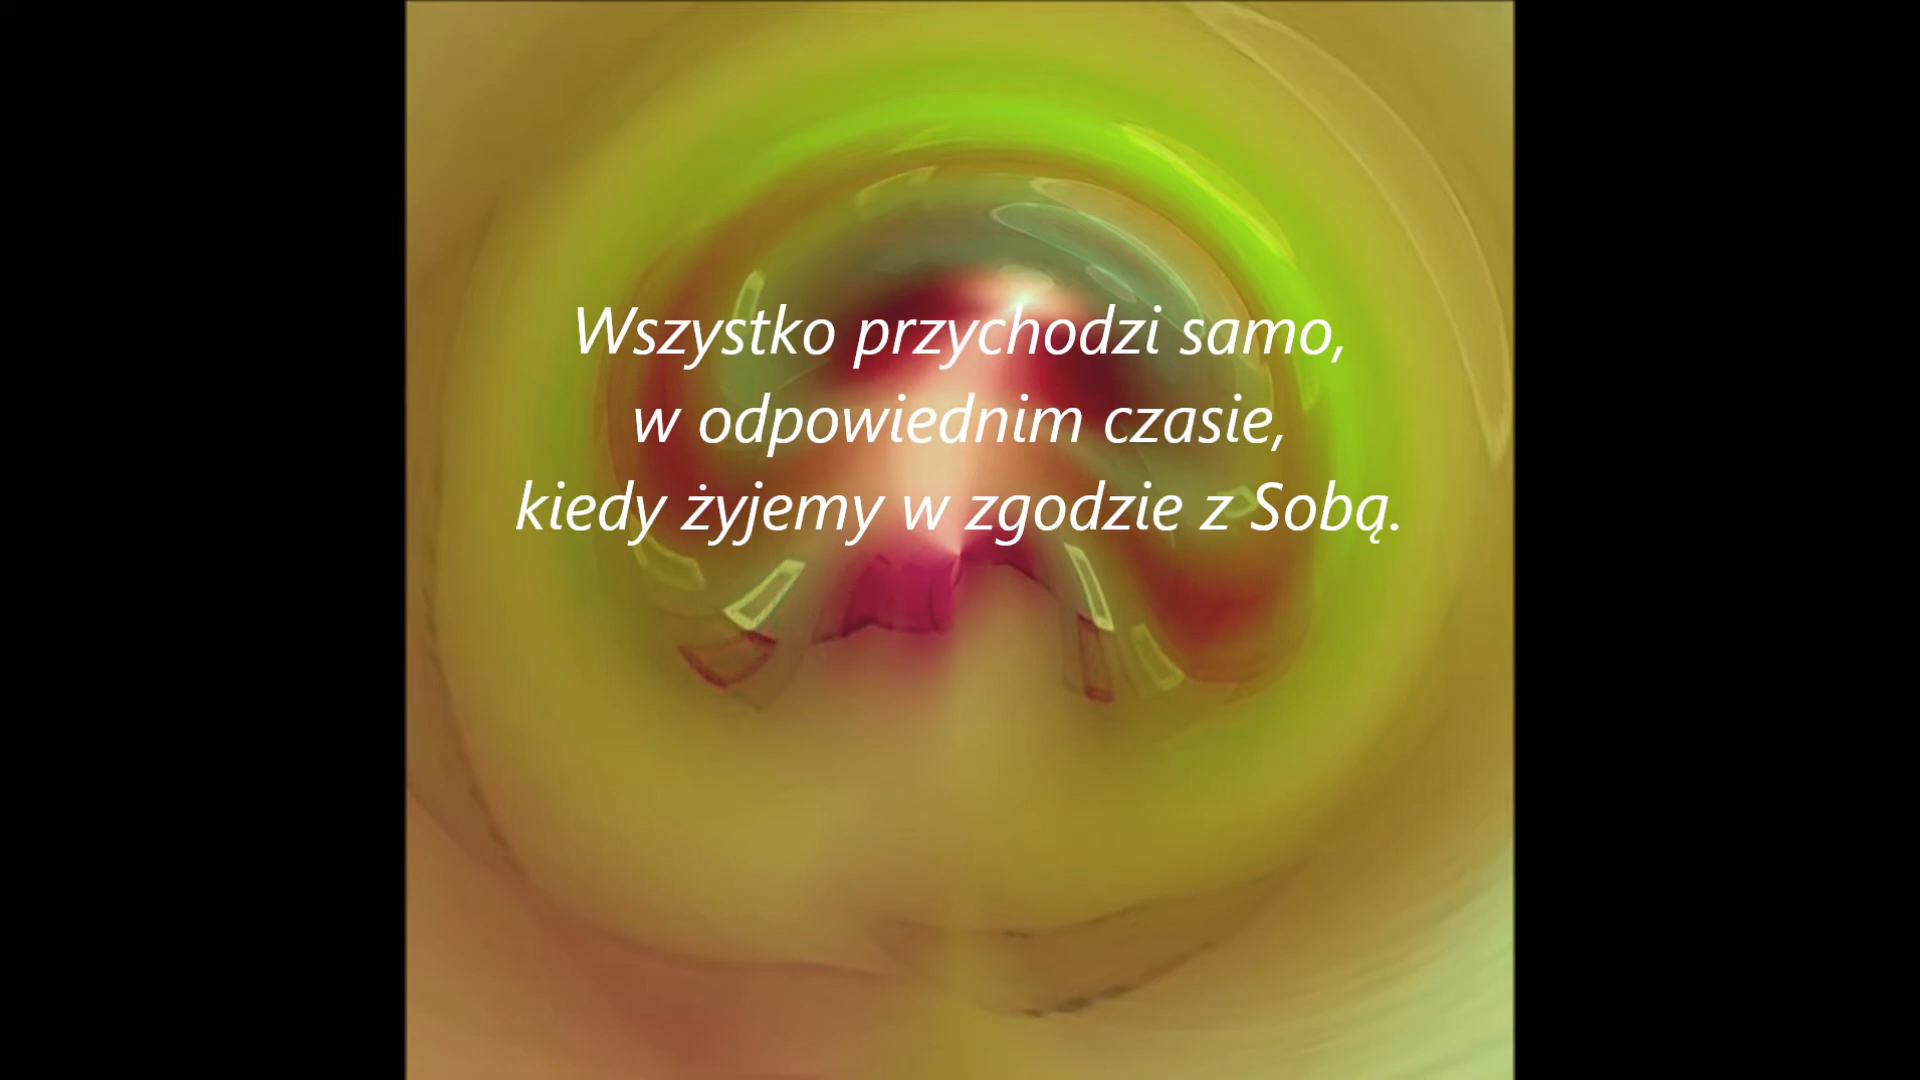 Wszystko przychodzi samo,
w odpowiednim czasie,
kiedy żyjemy w zgodzie z Sobą.